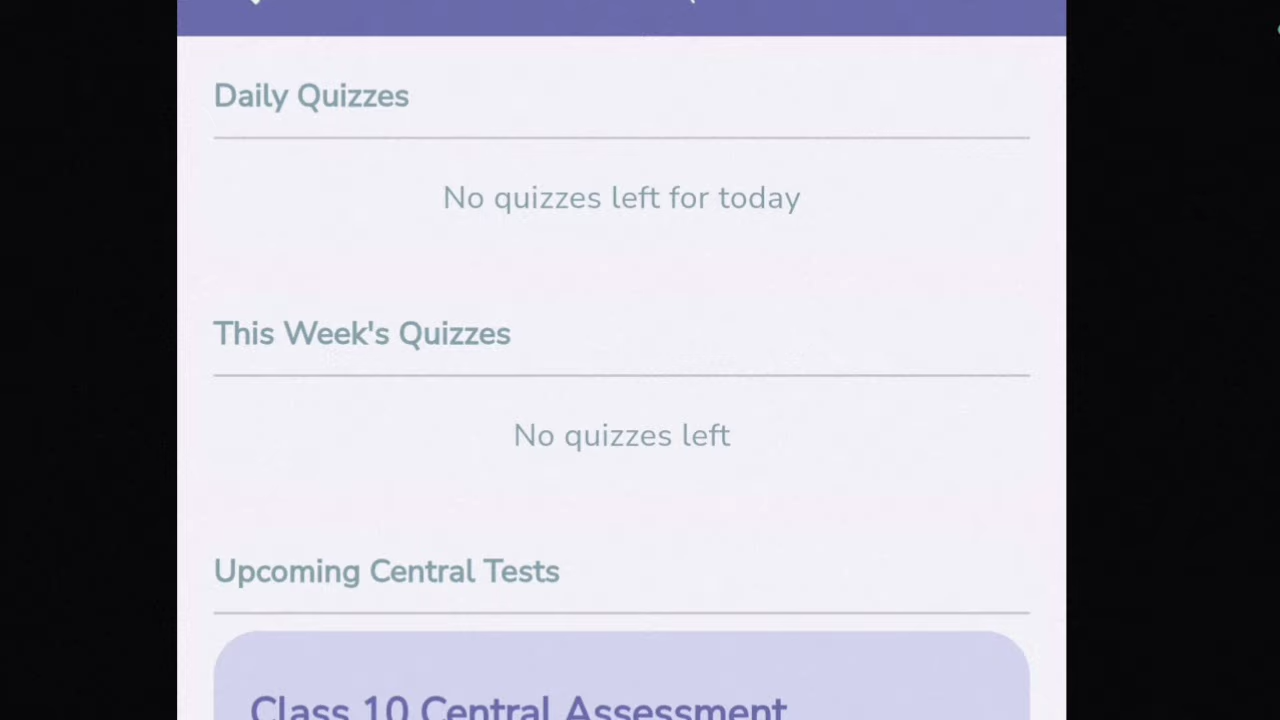 Daily Quizzes
No quizzes left for today
This Week's Quizzes
No quizzes left
Upcoming Central Tests
Class 10 Central Assessment